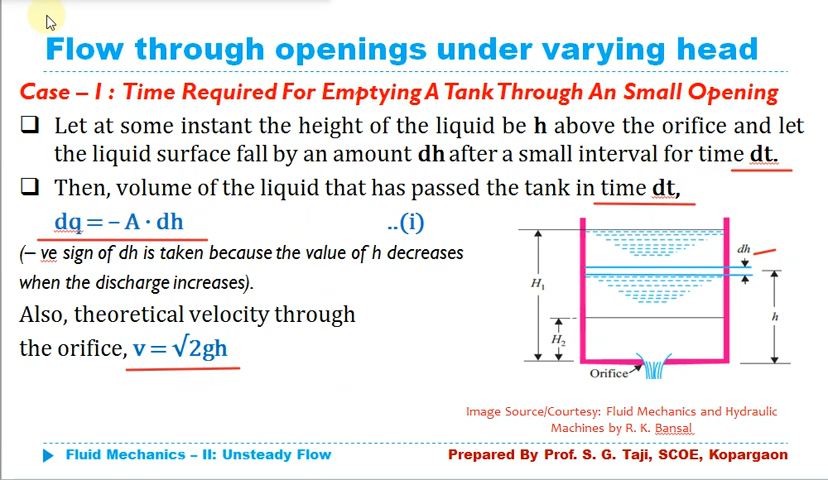 Flow through openings under varying head
Case – I : Time Required For Emptying A Tank Through An Small Opening
❑ Let at some instant the height of the liquid be h above the orifice and let
the liquid surface fall by an amount dh after a small interval for time dt.
❑ Then, volume of the liquid that has passed the tank in time dt,
dq = – A · dh ..(i)
(– ve sign of dh is taken because the value of h decreases
when the discharge increases).
Also, theoretical velocity through
the orifice, v = √2gh
dh
H₁
h
H₂
Orifice
Image Source/Courtesy: Fluid Mechanics and Hydraulic
Machines by R. K. Bansal
Fluid Mechanics – II: Unsteady Flow
Prepared By Prof. S. G. Taji, SCOE, Kopargaon